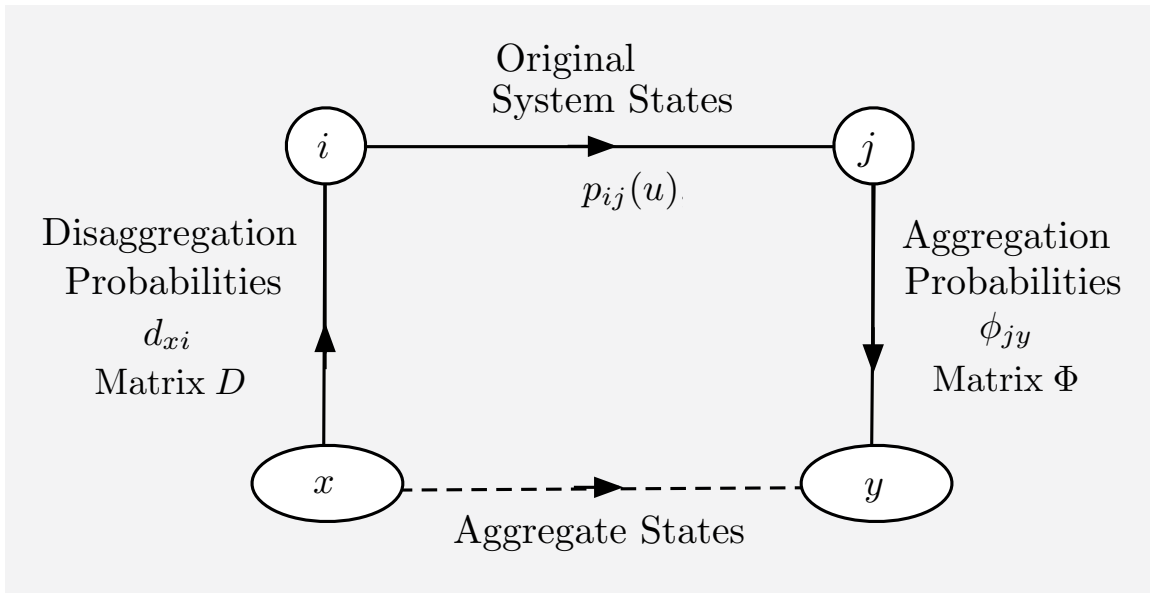 Original
System States
i
j
p_{ij}(u)
Disaggregation
Probabilities
d_{xi}
Matrix D
Aggregation
Probabilities
ϕ_{jy}
Matrix Φ
x
y
Aggregate States